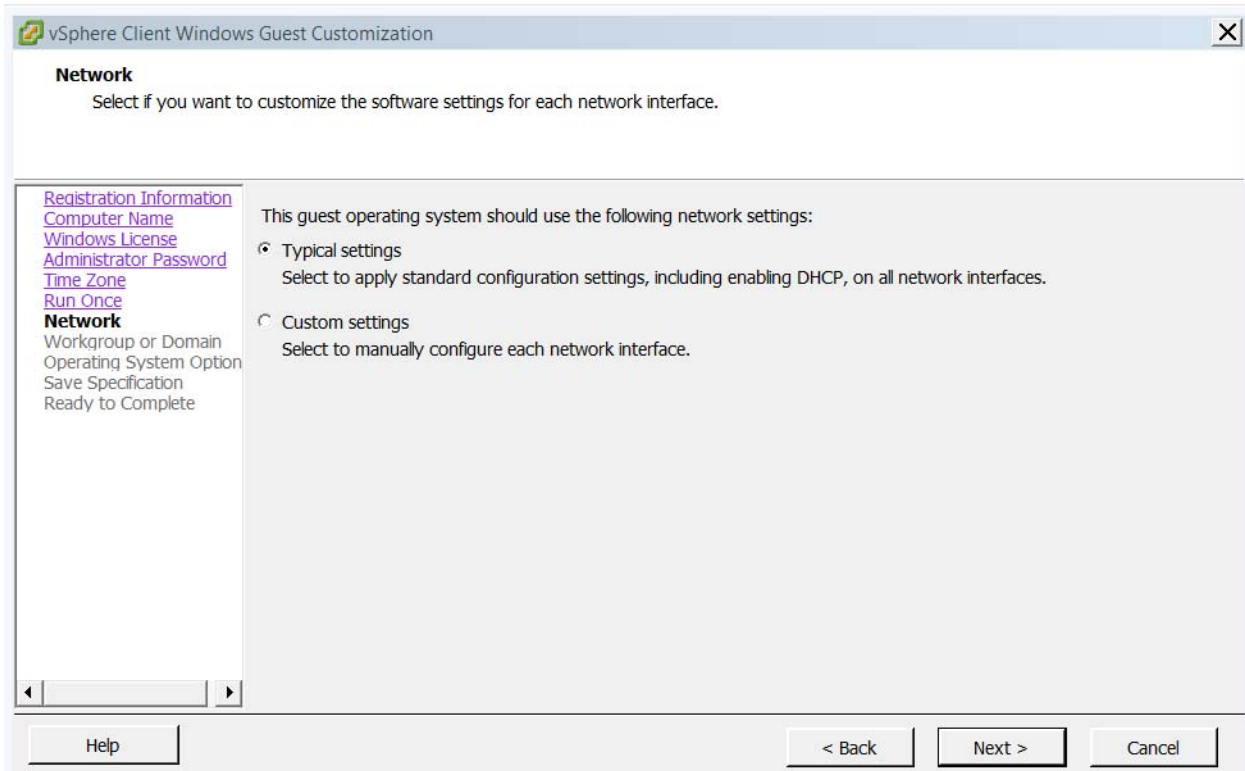 vSphere Client Windows Guest Customization
Network
Select if you want to customize the software settings for each network interface.
Registration Information
Computer Name
Windows License
Administrator Password
Time Zone
Run Once
Network
Workgroup or Domain
Operating System Option
Save Specification
Ready to Complete
This guest operating system should use the following network settings:
Typical settings
Select to apply standard configuration settings, including enabling DHCP, on all network interfaces.
Custom settings
Select to manually configure each network interface.
Help
< Back
Next >
Cancel